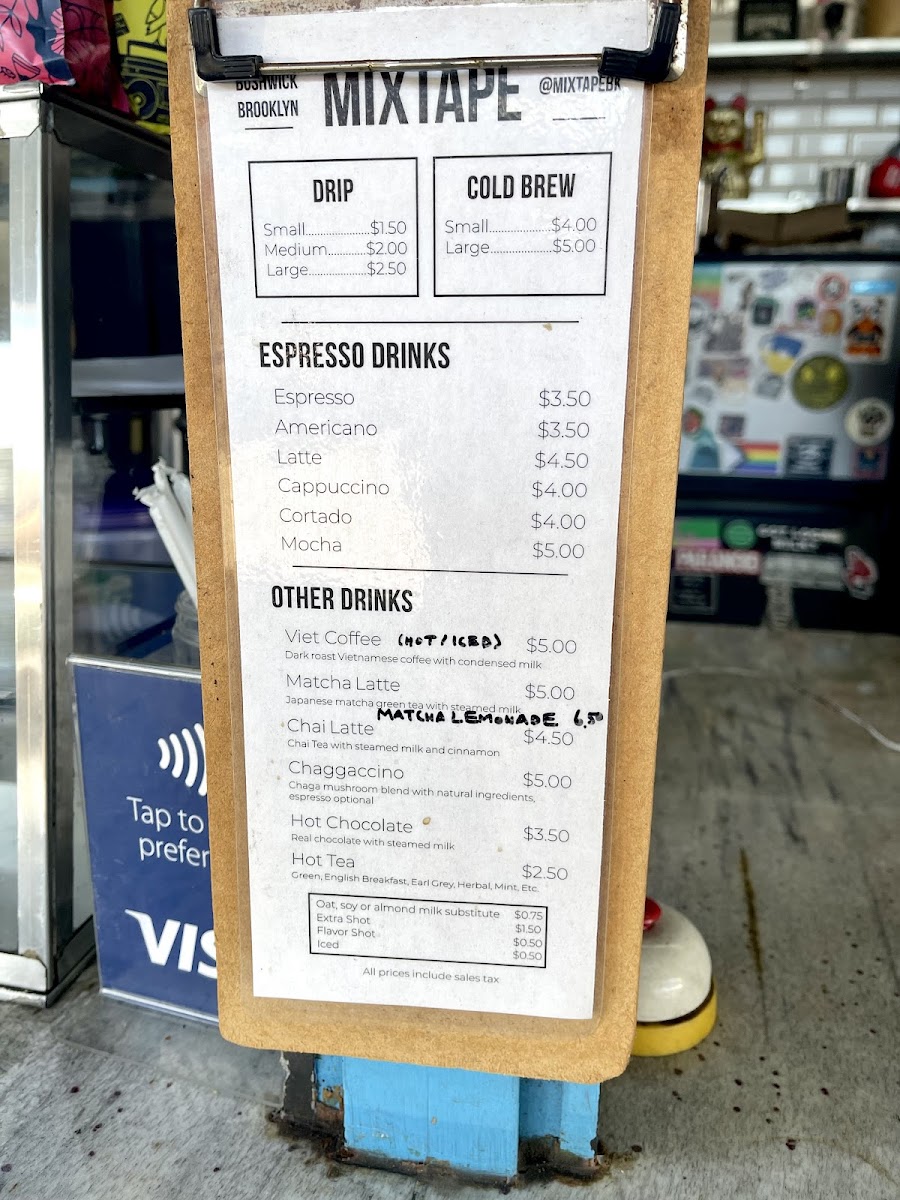 BUSHWICK
BROOKLYN
MIXTAPE
@MIXTAPEBK
DRIP
Small....................$1.50
Medium............$2.00
Large..................$2.50
COLD BREW
Small...................$4.00
Large...................$5.00
ESPRESSO DRINKS
Espresso $3.50
Americano $3.50
Latte $4.50
Cappuccino $4.00
Cortado $4.00
Mocha $5.00
OTHER DRINKS
Viet Coffee (HOT/ICED) $5.00
Dark roast Vietnamese coffee with condensed milk
Matcha Latte $5.00
Japanese matcha green tea with steamed milk
MATCHA LEMONADE 6.50
Chai Latte $4.50
Chai Tea with steamed milk and cinnamon
Chaggaccino $5.00
Chaga mushroom blend with natural ingredients,
espresso optional
Hot Chocolate $3.50
Real chocolate with steamed milk
Hot Tea $2.50
Green, English Breakfast, Earl Grey, Herbal, Mint, Etc.
Oat, soy or almond milk substitute $0.75
Extra Shot $1.50
Flavor Shot $0.50
Iced $0.50
All prices include sales tax
Tap to
prefer
VIS
PARANOID